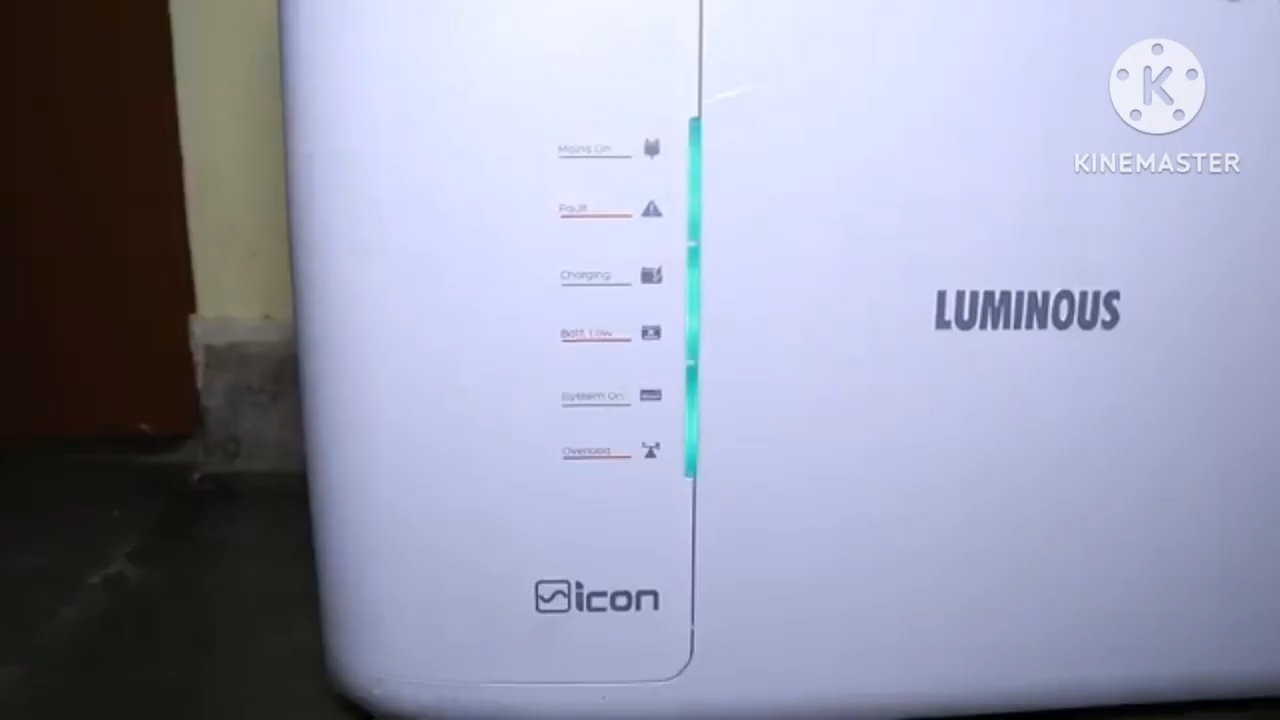 Mains On
Fault
Charging
Batt. Low
System On
Overload
icon
LUMINOUS
K
KINEMASTER